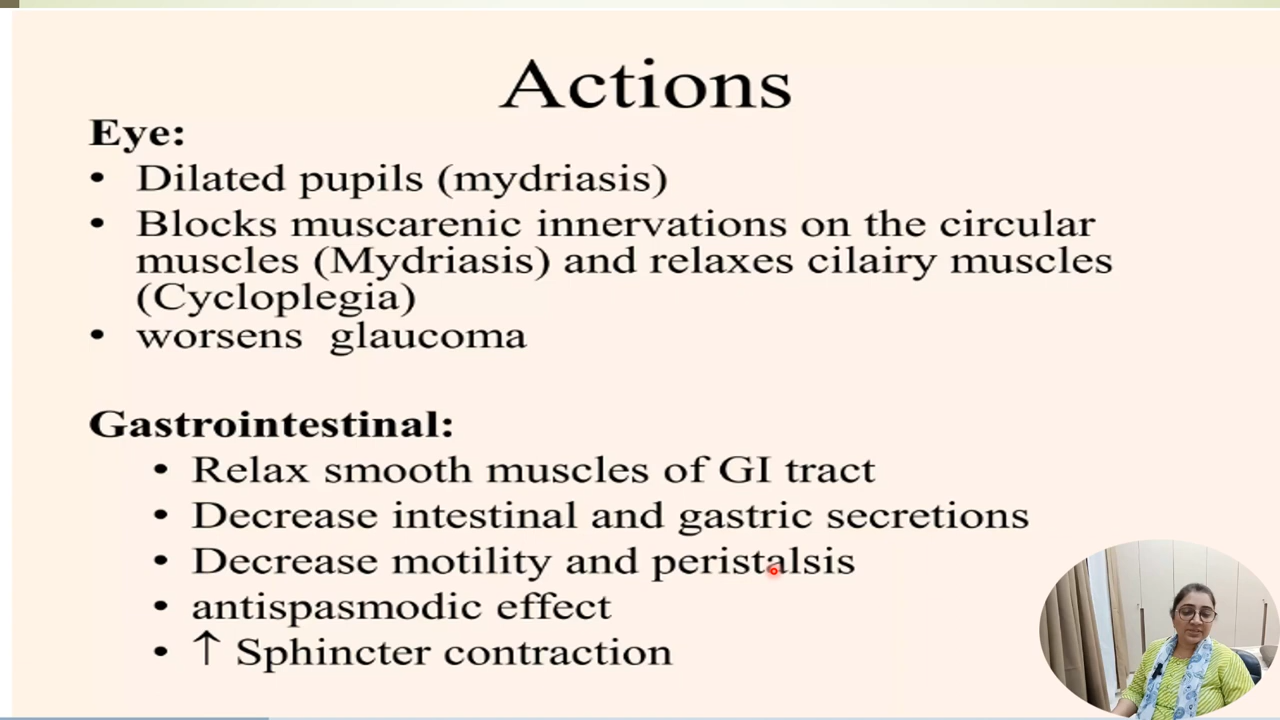 Actions
Eye:
• Dilated pupils (mydriasis)
• Blocks muscarenic innervations on the circular
muscles (Mydriasis) and relaxes cilairy muscles
(Cycloplegia)
• worsens glaucoma
Gastrointestinal:
• Relax smooth muscles of GI tract
• Decrease intestinal and gastric secretions
• Decrease motility and peristalsis
• antispasmodic effect
• ↑ Sphincter contraction